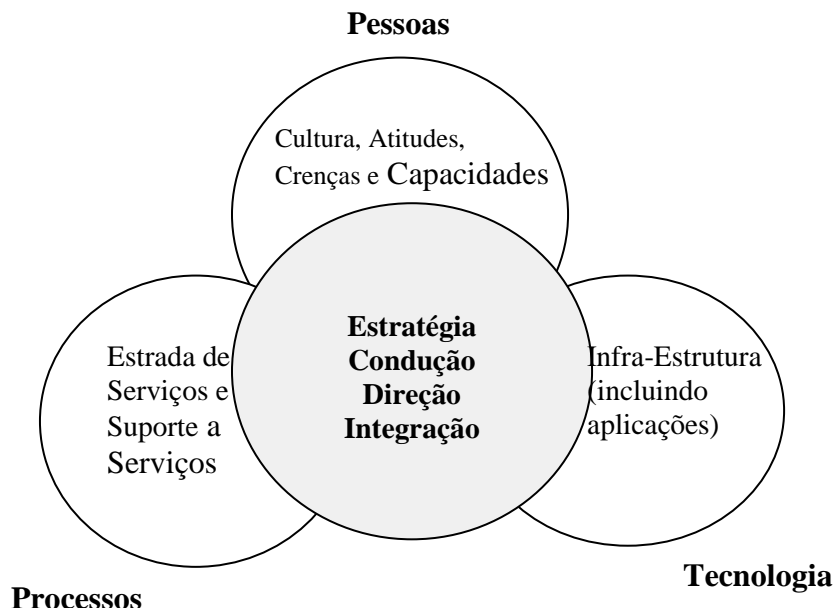 Pessoas
Cultura, Atitudes,
Crenças e Capacidades
Estratégia
Condução
Direção
Integração
Estrada de
Serviços e
Suporte a
Serviços
Infra-Estrutura
(incluindo
aplicações)
Tecnologia
Processos